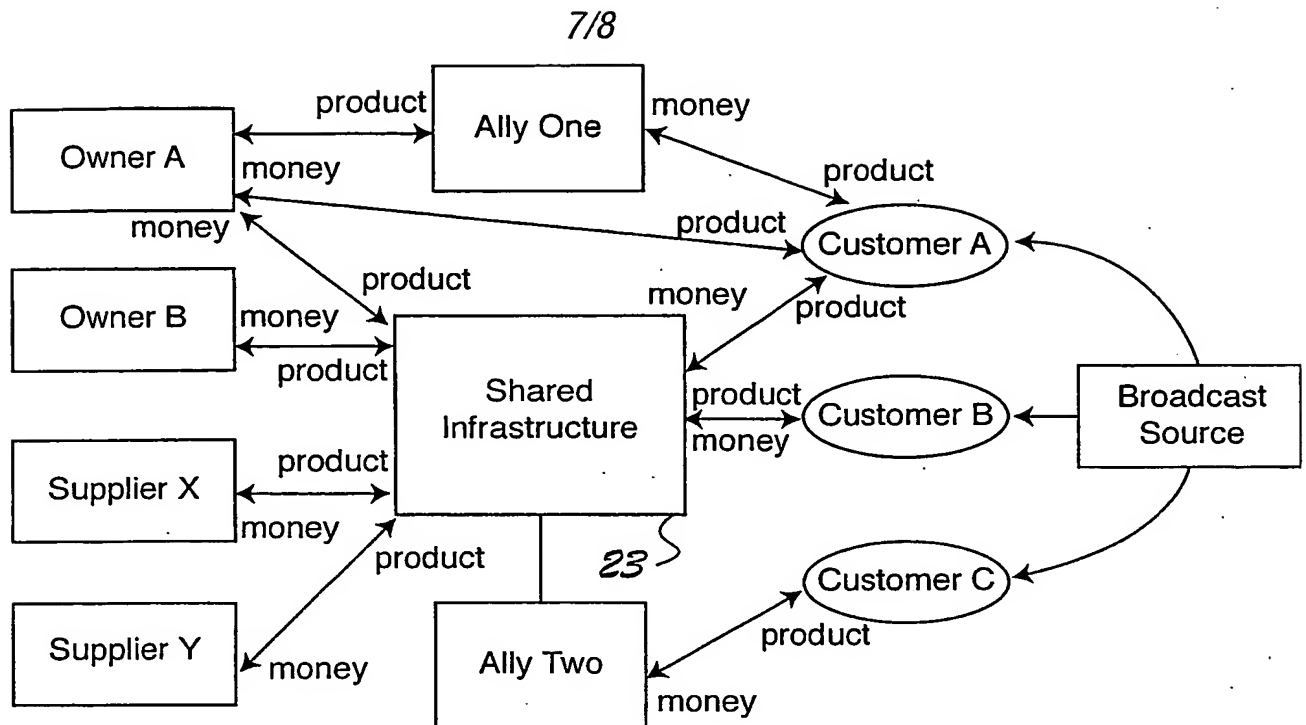 7/8
product
Ally One
money
Owner A
money
product
money
product
Customer A
product
money
product
Owner B
money
product
Shared
Infrastructure
product
money
Customer B
Broadcast
Source
Supplier X
product
money
product
23
Customer C
Supplier Y
money
Ally Two
product
money